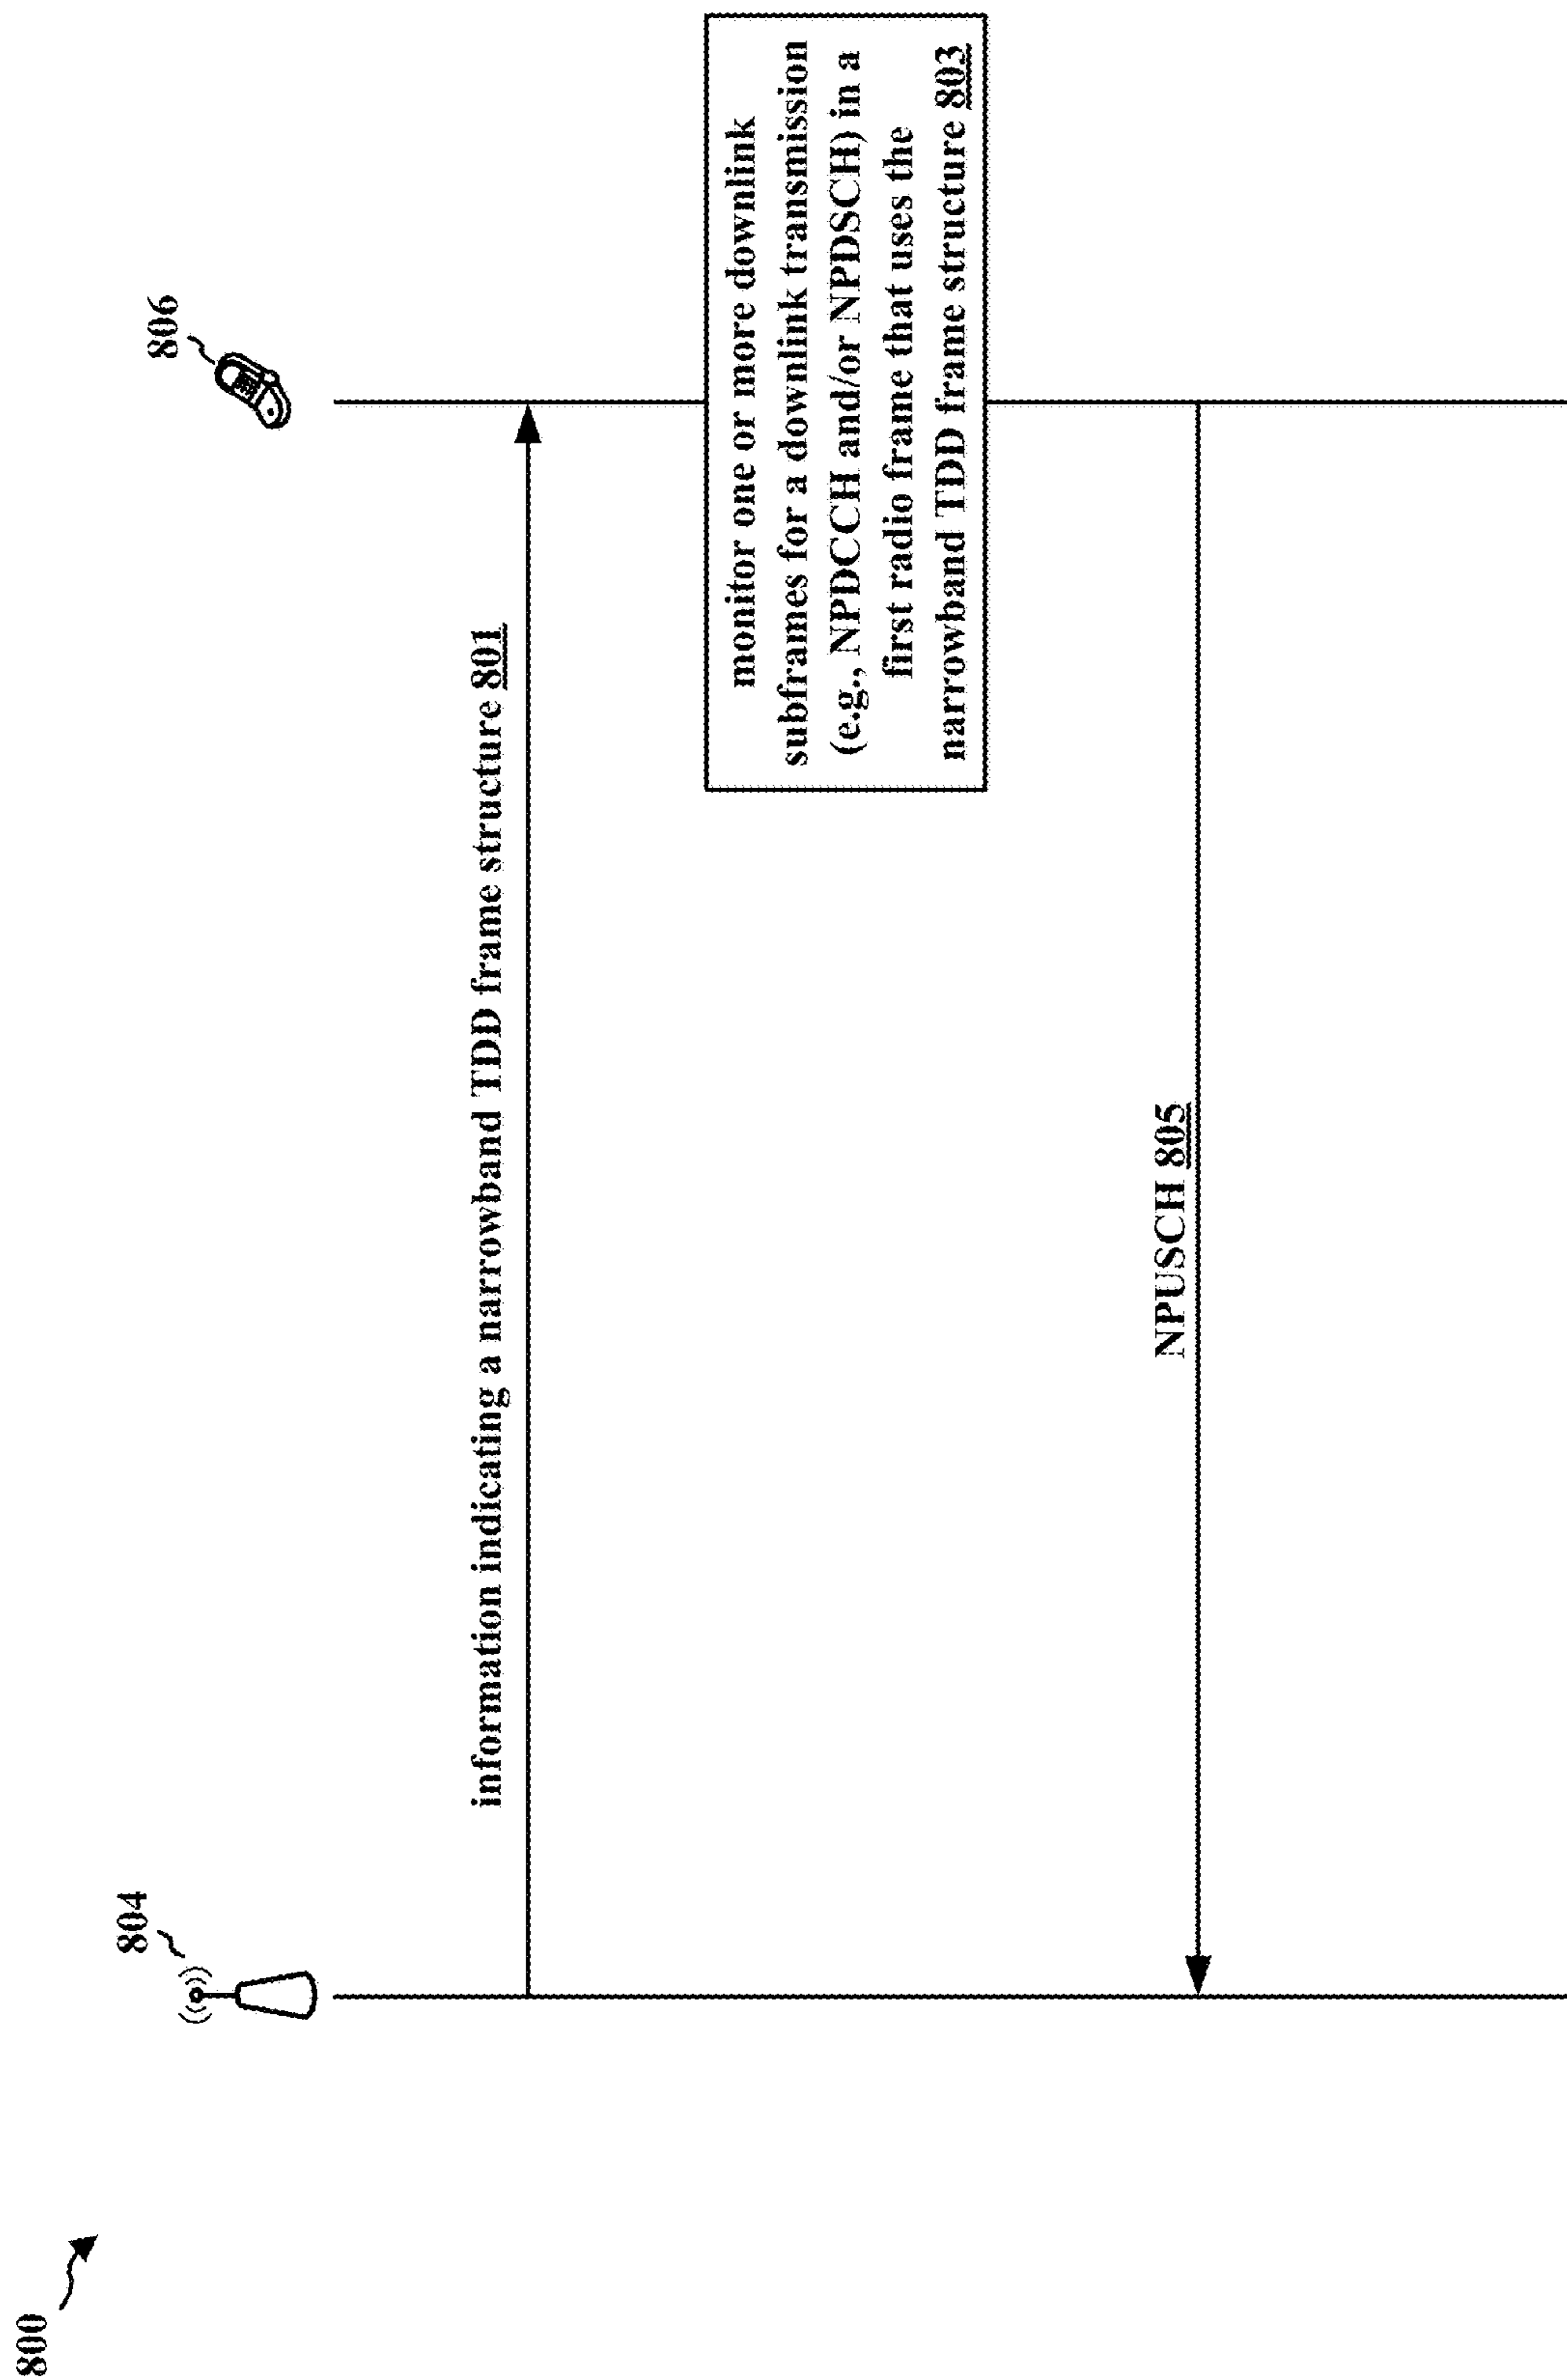 800
804
806
information indicating a narrowband TDD frame structure 801
monitor one or more downlink
subframes for a downlink transmission
(e.g., NPDCCH and/or NPDSCH) in a
first radio frame that uses the
narrowband TDD frame structure 803
NPUSCH 805